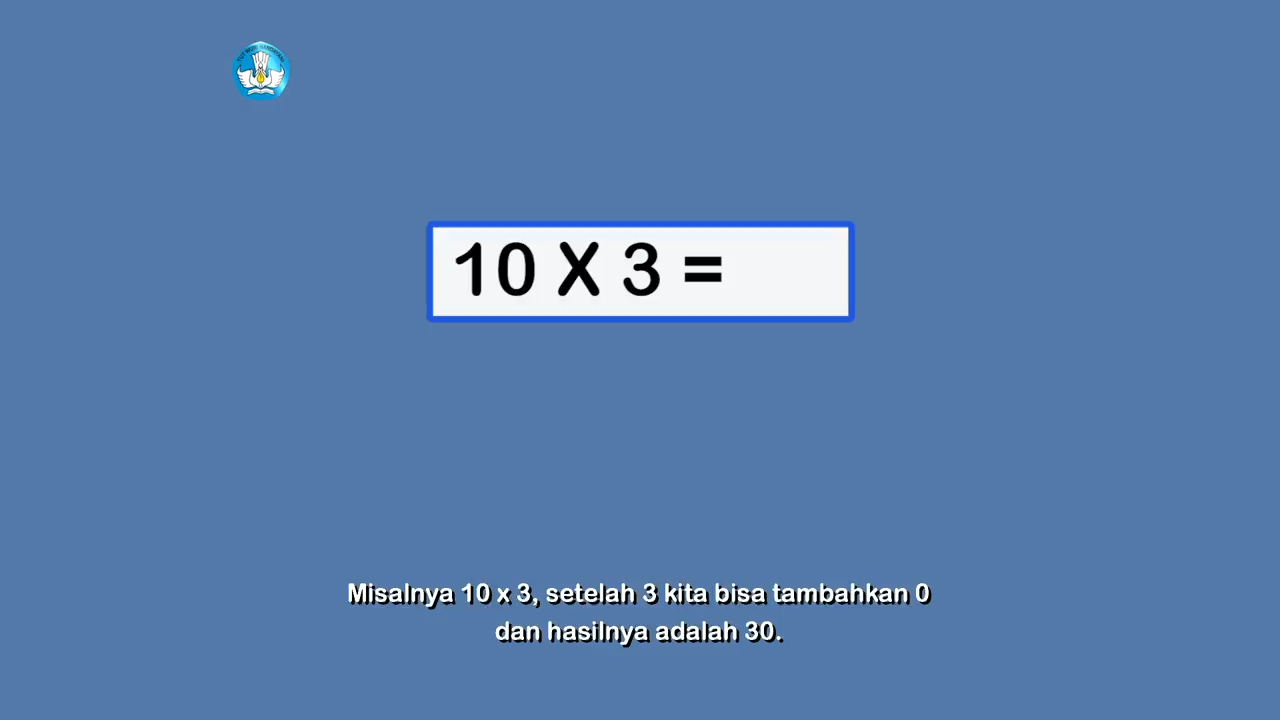 10 X 3 =
Misalnya 10 x 3, setelah 3 kita bisa tambahkan 0
dan hasilnya adalah 30.